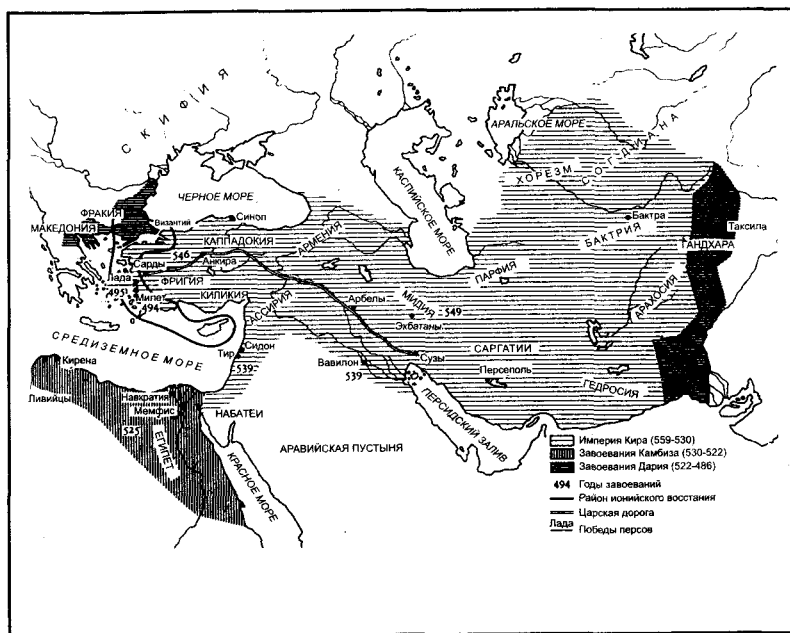 СКИФИЯ
АРАЛЬСКОЕ МОРЕ
СОГДИАНА
ХОРЕЗМ
КАСПИЙСКОЕ МОРЕ
ЧЕРНОЕ МОРЕ
ФРАКИЯ
Византий
Синоп
МАКЕДОНИЯ
Бактра
Таксила
БАКТРИЯ
ГАНДХАРА
КАППАДОКИЯ
АРМЕНИЯ
546
Сарды
Анкира
ПАРФИЯ
Лада
ФРИГИЯ
495
Милет
494
КИЛИКИЯ
АССИРИЯ
Арбелы
МИДИЯ
549
Экбатаны
АРАХОСИЯ
СРЕДИЗЕМНОЕ МОРЕ
Тир
Сидон
539
САРГАТИИ
Кирена
Вавилон
539
Сузы
Персеполь
ГЕДРОСИЯ
Ливийцы
Навкратия
Мемфис
525
ЕГИПЕТ
НАБАТЕИ
ПЕРСИДСКИЙ ЗАЛИВ
АРАВИЙСКАЯ ПУСТЫНЯ
КРАСНОЕ МОРЕ
Империя Кира (559-530)
Завоевания Камбиза (530-522)
Завоевания Дария (522-486)
494 Годы завоеваний
Район ионийского восстания
Царская дорога
Лада Победы персов